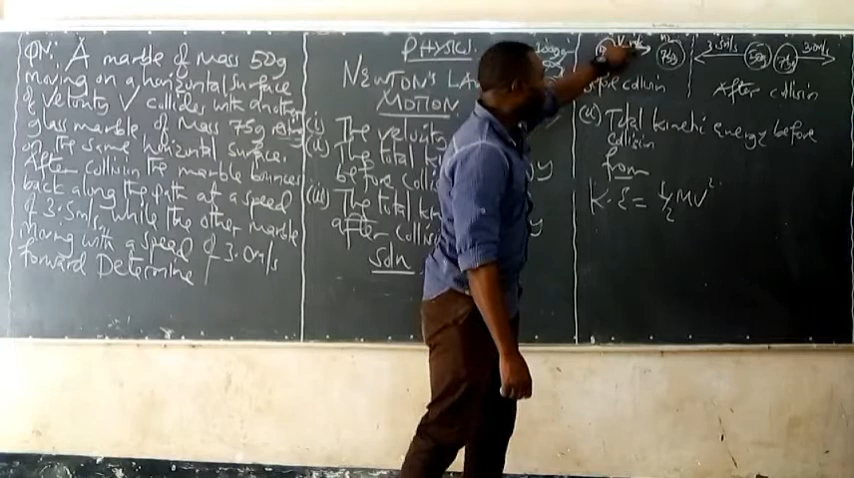 QN: A marble of Mass 50g
moving on a horizontal surface
of velocity V collides with another
glass marble of Mass 75g
on the same horizontal surface.
After collision the marble bounces
back along the path at a speed
of 3.5m/s, while the other marble
moving with a speed of 3.0m/s
forward Determine
PHYSICS.
NEWTON'S LA
MOTION
(i) The velocity
(ii) The total k
before colli
(iii) The total k
after collisi
Soln
75g
before collision
3.5m/s 50g 75g 3.0m/s
After collision
(ii) Total kinetic energy before
collision
from
K.E = ½MV²